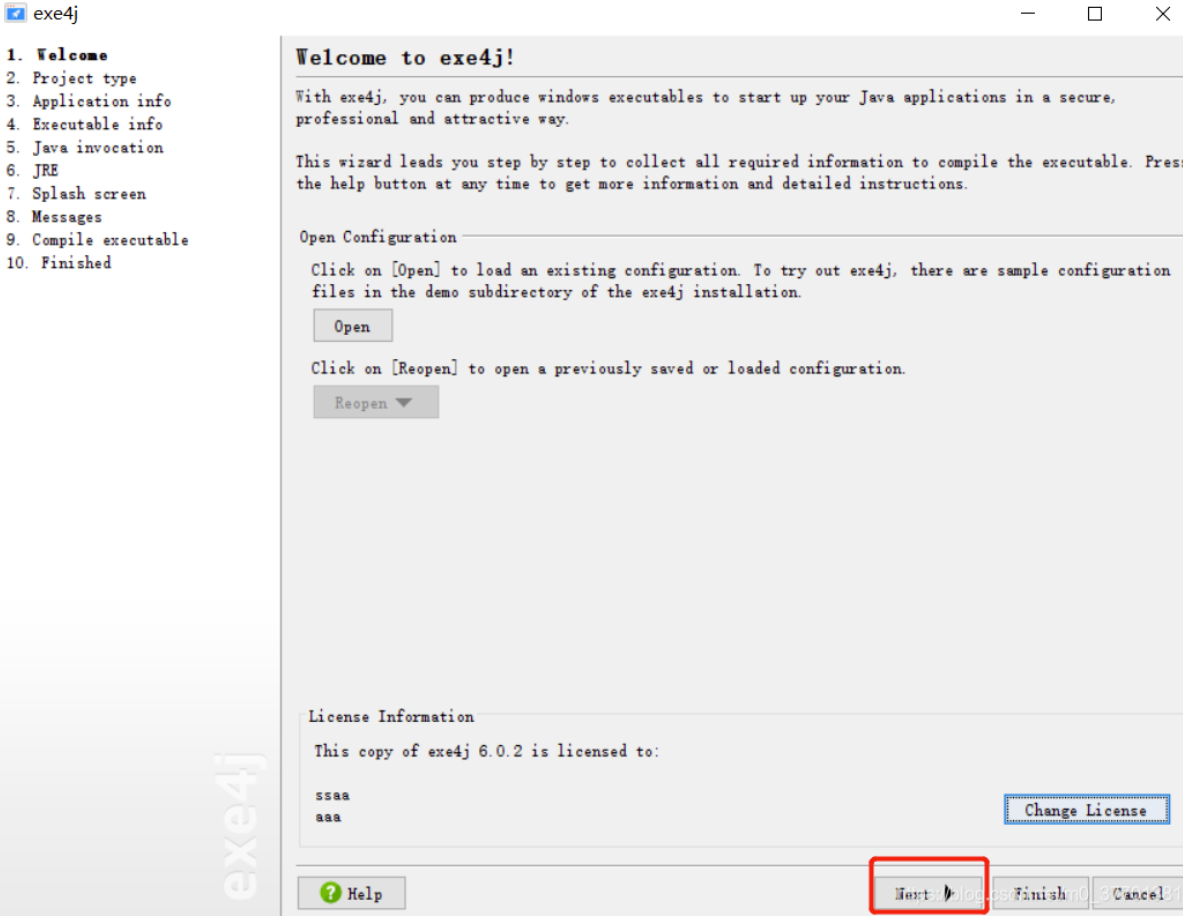 exe4j
1. Welcome
2. Project type
3. Application info
4. Executable info
5. Java invocation
6. JRE
7. Splash screen
8. Messages
9. Compile executable
10. Finished
Welcome to exe4j!
With exe4j, you can produce windows executables to start up your Java applications in a secure,
professional and attractive way.
This wizard leads you step by step to collect all required information to compile the executable. Press
the help button at any time to get more information and detailed instructions.
Open Configuration
Click on [Open] to load an existing configuration. To try out exe4j, there are sample configuration
files in the demo subdirectory of the exe4j installation.
Open
Click on [Reopen] to open a previously saved or loaded configuration.
Reopen
License Information
This copy of exe4j 6.0.2 is licensed to:
ssaa
aaa
Change License
exe4j
Help
Next
Finish
Cancel